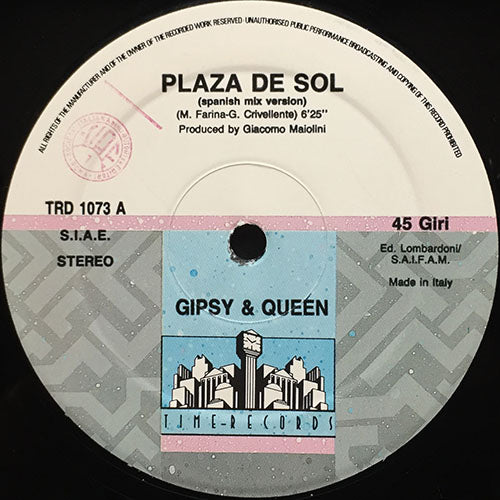 ALL RIGHTS OF THE MANUFACTURER AND OF THE OWNER OF THE RECORDED WORK RESERVED UNAUTHORISED PUBLIC PERFORMANCE BROADCASTING AND COPYING OF THIS RECORD PROHIBITED
PLAZA DE SOL
(spanish mix version)
(M. Farina-G. Crivellente) 6'25''
Produced by Giacomo Maiolini
TRD 1073 A
S.I.A.E.
STEREO
45 Giri
Ed. Lombardoni/
S.A.I.F.A.M.
Made in Italy
GIPSY & QUEEN
TIME-RECORDS